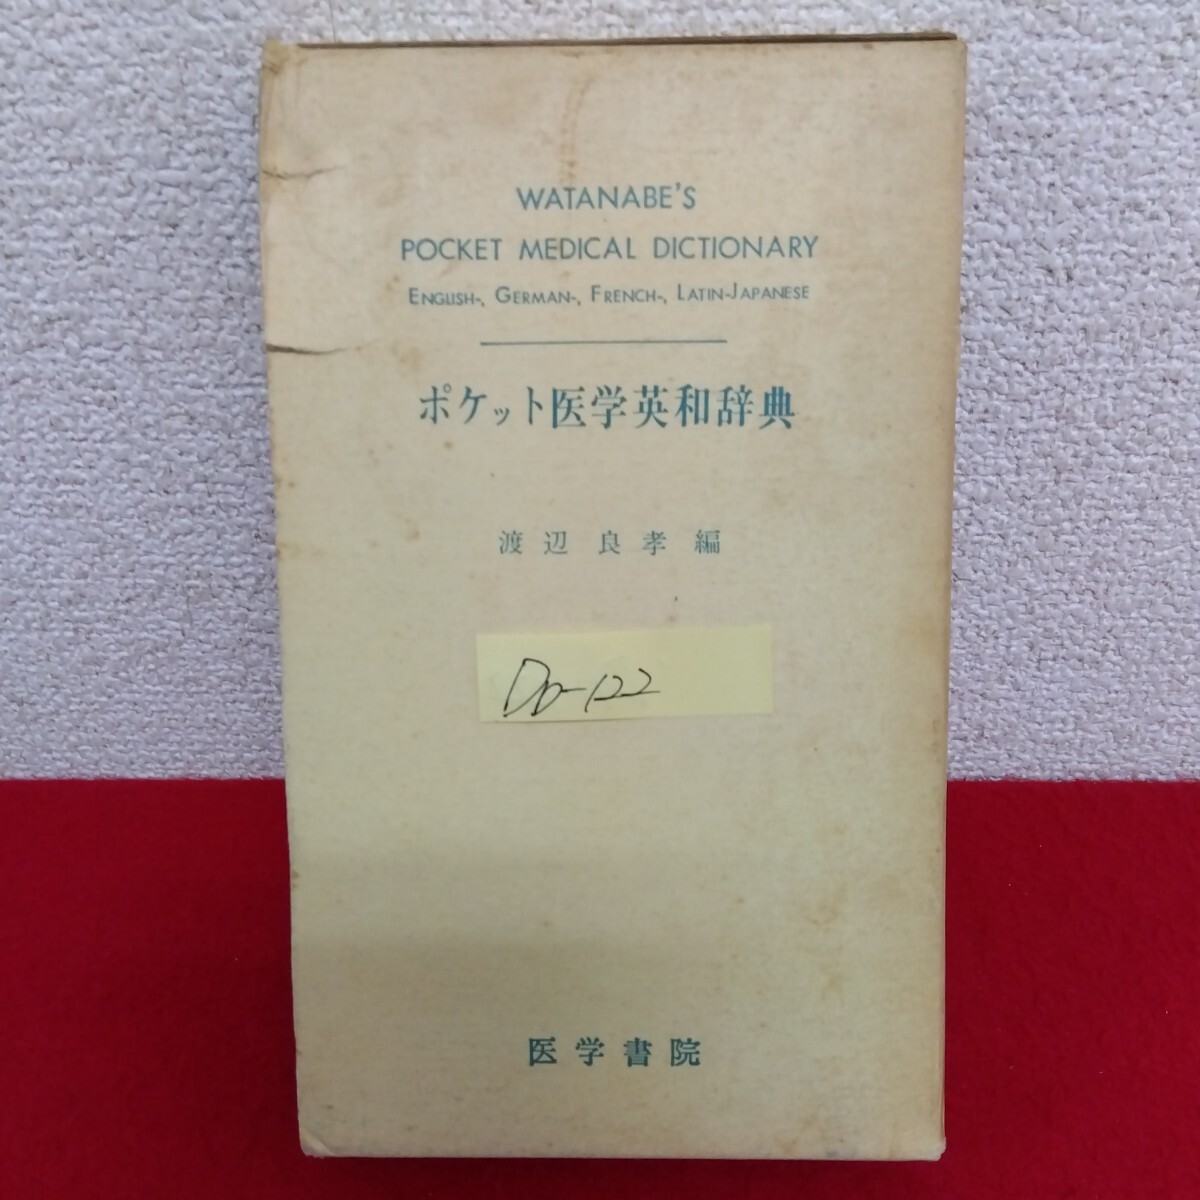 WATANABE'S
POCKET MEDICAL DICTIONARY
ENGLISH-, GERMAN-, FRENCH-, LATIN-JAPANESE
ポケット医学英和辞典
渡辺良孝編
Do-122
医学書院